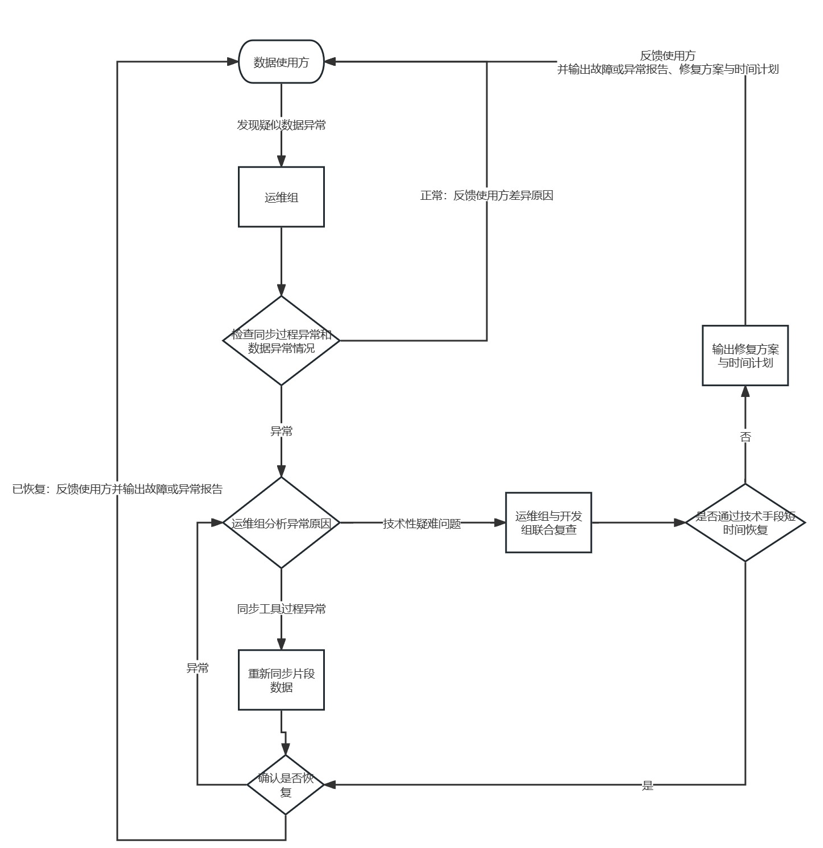 数据使用方
反馈使用方
并输出故障或异常报告、修复方案与时间计划
发现疑似数据异常
运维组
正常：反馈使用方差异原因
检查同步过程异常和
数据异常情况
输出修复方案
与时间计划
异常
否
已恢复：反馈使用方并输出故障或异常报告
运维组分析异常原因
技术性疑难问题
运维组与开发
组联合复查
是否通过技术手段短
时间恢复
同步工具过程异常
异常
重新同步片段
数据
确认是否恢
复
是